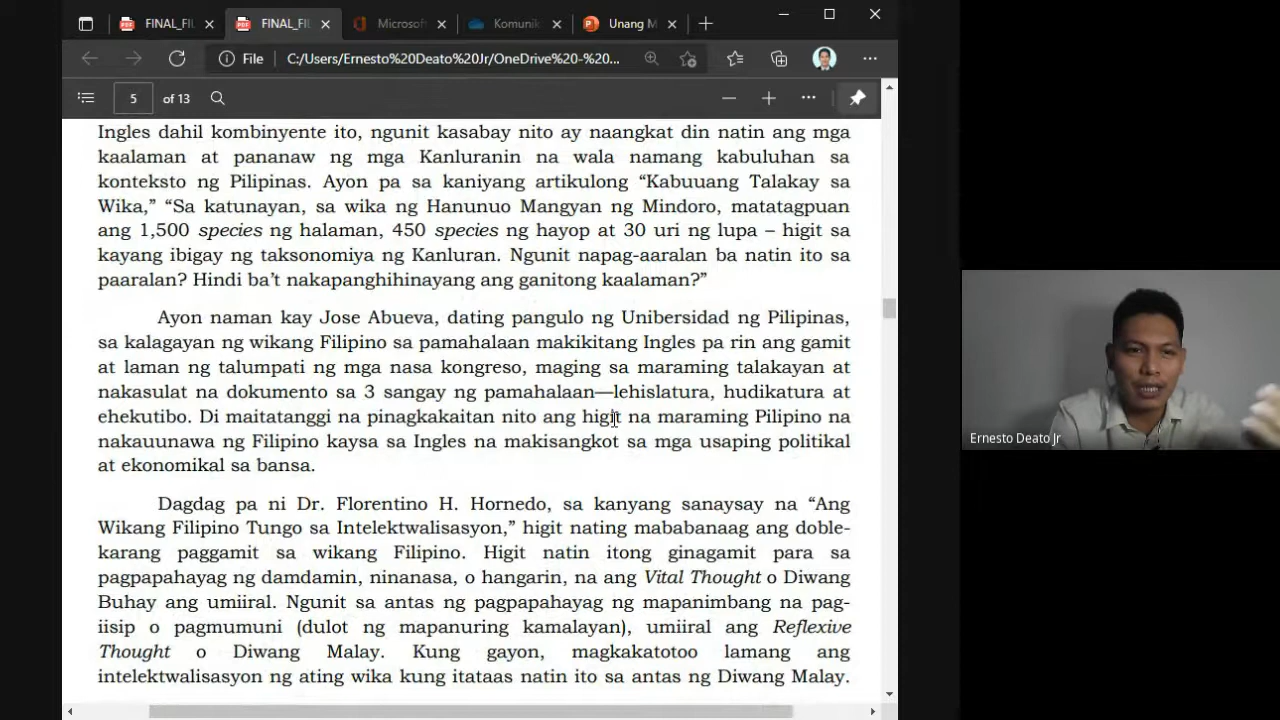 FINAL_FIL
FINAL_FIL
Microsof
Komunik
Unang M
File
C:/Users/Ernesto%20Deato%20Jr/OneDrive%20-%20...
5
of 13
Ingles dahil kombinyente ito, ngunit kasabay nito ay naangkat din natin ang mga
kaalaman at pananaw ng mga Kanluranin na wala namang kabuluhan sa
konteksto ng Pilipinas. Ayon pa sa kaniyang artikulong “Kabuuang Talakay sa
Wika,” “Sa katunayan, sa wika ng Hanunuo Mangyan ng Mindoro, matatagpuan
ang 1,500 species ng halaman, 450 species ng hayop at 30 uri ng lupa – higit sa
kayang ibigay ng taksonomiya ng Kanluran. Ngunit napag-aaralan ba natin ito sa
paaralan? Hindi ba’t nakapanghihinayang ang ganitong kaalaman?”
Ayon naman kay Jose Abueva, dating pangulo ng Unibersidad ng Pilipinas,
sa kalagayan ng wikang Filipino sa pamahalaan makikitang Ingles pa rin ang gamit
at laman ng talumpati ng mga nasa kongreso, maging sa maraming talakayan at
nakasulat na dokumento sa 3 sangay ng pamahalaan—lehislatura, hudikatura at
ehekutibo. Di maitatanggi na pinagkakaitan nito ang higit na maraming Pilipino na
nakauunawa ng Filipino kaysa sa Ingles na makisangkot sa mga usaping politikal
at ekonomikal sa bansa.
Dagdag pa ni Dr. Florentino H. Hornedo, sa kanyang sanaysay na “Ang
Wikang Filipino Tungo sa Intelektwalisasyon,” higit nating mababanaag ang doble-
karang paggamit sa wikang Filipino. Higit natin itong ginagamit para sa
pagpapahayag ng damdamin, ninanasa, o hangarin, na ang Vital Thought o Diwang
Buhay ang umiiral. Ngunit sa antas ng pagpapahayag ng mapanimbang na pag-
iisip o pagmumuni (dulot ng mapanuring kamalayan), umiiral ang Reflexive
Thought o Diwang Malay. Kung gayon, magkakatotoo lamang ang
intelektwalisasyon ng ating wika kung itataas natin ito sa antas ng Diwang Malay.
Ernesto Deato Jr